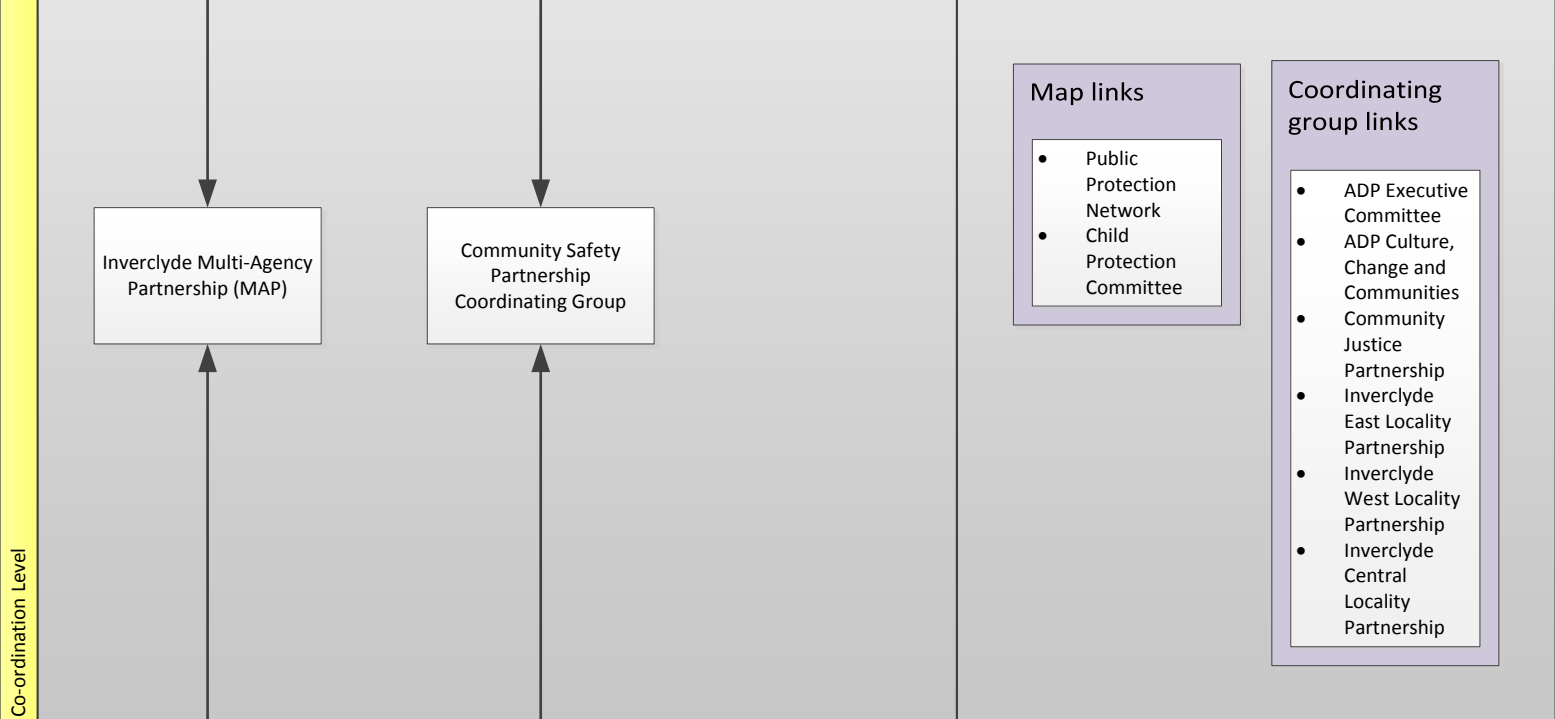 Co-ordination Level
Inverclyde Multi-Agency
Partnership (MAP)
Community Safety
Partnership
Coordinating Group
Map links
• Public
Protection
Network
• Child
Protection
Committee
Coordinating
group links
• ADP Executive
Committee
• ADP Culture,
Change and
Communities
• Community
Justice
Partnership
• Inverclyde
East Locality
Partnership
• Inverclyde
West Locality
Partnership
• Inverclyde
Central
Locality
Partnership